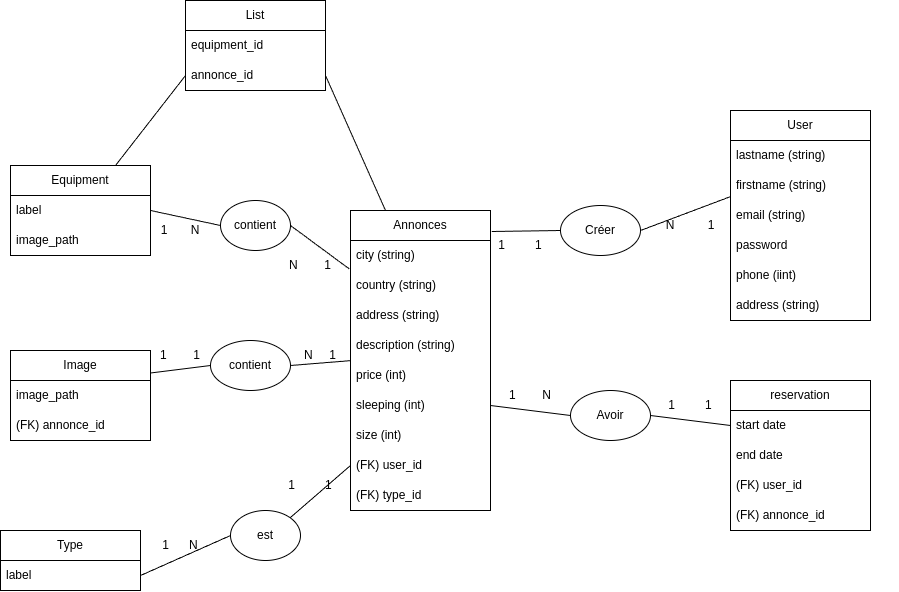 List
equipment_id
annonce_id
Equipment
label
image_path
1 N
contient
N 1
Annonces
city (string)
country (string)
address (string)
description (string)
price (int)
sleeping (int)
size (int)
(FK) user_id
(FK) type_id
1 1
Créer
N 1
User
lastname (string)
firstname (string)
email (string)
password
phone (iint)
address (string)
Image
image_path
(FK) annonce_id
1 1
contient
N 1
1 N
Avoir
1 1
reservation
start date
end date
(FK) user_id
(FK) annonce_id
Type
label
1 N
est
1 1